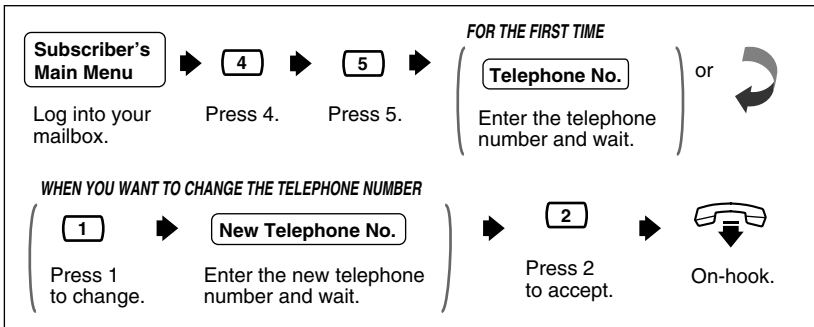 FOR THE FIRST TIME
Subscriber's
Main Menu
4
5
Telephone No.
or
Log into your
mailbox.
Press 4.
Press 5.
Enter the telephone
number and wait.
WHEN YOU WANT TO CHANGE THE TELEPHONE NUMBER
1
New Telephone No.
2
Press 1
to change.
Enter the new telephone
number and wait.
Press 2
to accept.
On-hook.